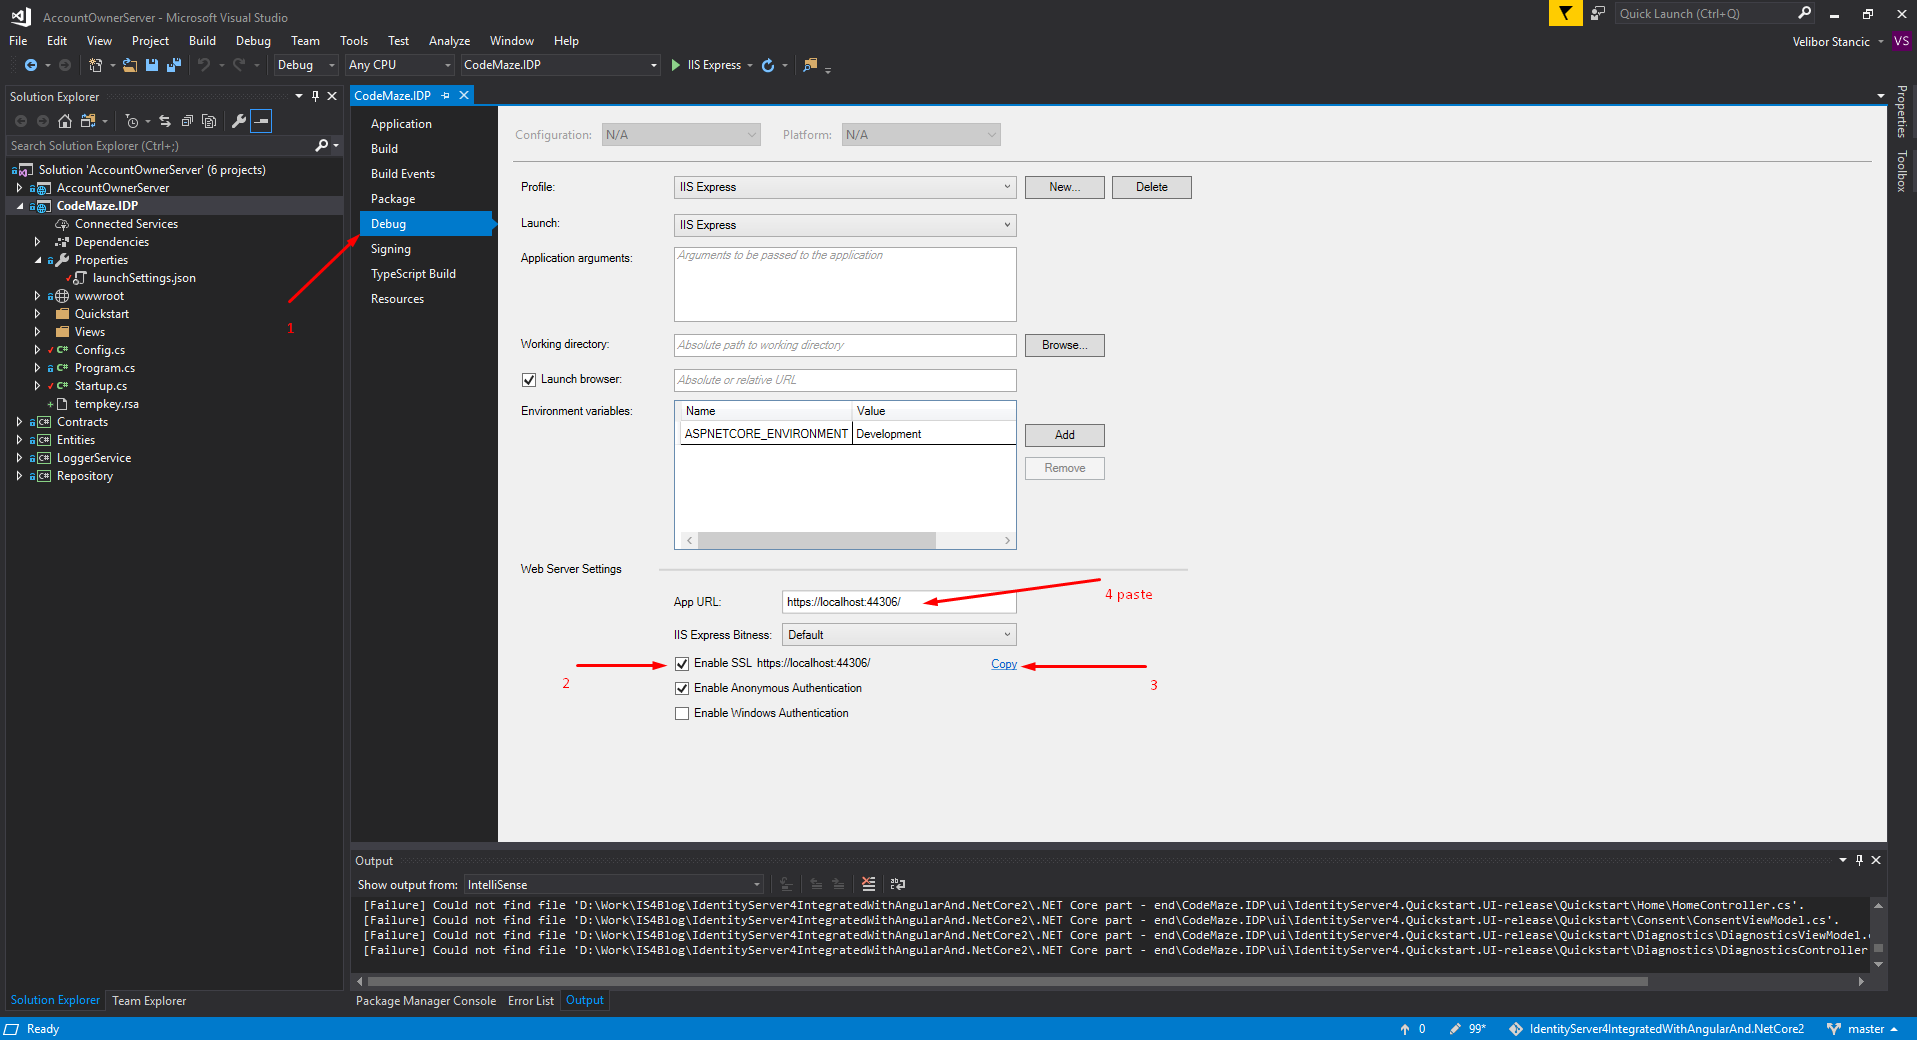 AccountOwnerServer - Microsoft Visual Studio
Quick Launch (Ctrl+Q)
File Edit View Project Build Debug Team Tools Test Analyze Window Help
Velibor Stancic VS
Debug Any CPU CodeMaze.IDP IIS Express
Solution Explorer
Search Solution Explorer (Ctrl+;)
Solution 'AccountOwnerServer' (6 projects)
AccountOwnerServer
CodeMaze.IDP
Connected Services
Dependencies
Properties
launchSettings.json
wwwroot
Quickstart
Views
C# Config.cs
C# Program.cs
C# Startup.cs
tempkey.rsa
C# Contracts
C# Entities
C# LoggerService
C# Repository
1
CodeMaze.IDP
Application
Build
Build Events
Package
Debug
Signing
TypeScript Build
Resources
Configuration: N/A Platform: N/A
Profile: IIS Express New... Delete
Launch: IIS Express
Application arguments: Arguments to be passed to the application
Working directory: Absolute path to working directory Browse...
Launch browser: Absolute or relative URL
Environment variables: Name Value
ASPNETCORE_ENVIRONMENT Development Add
Remove
Web Server Settings
App URL: https://localhost:44306/
4 paste
IIS Express Bitness: Default
Enable SSL https://localhost:44306/ Copy
2
3
Enable Anonymous Authentication
Enable Windows Authentication
Properties
Toolbox
Output
Show output from: IntelliSense
[Failure] Could not find file 'D:\Work\IS4Blog\IdentityServer4IntegratedWithAngularAnd.NetCore2\.NET Core part - end\CodeMaze.IDP\ui\IdentityServer4.Quickstart.UI-release\Quickstart\Home\HomeController.cs'.
[Failure] Could not find file 'D:\Work\IS4Blog\IdentityServer4IntegratedWithAngularAnd.NetCore2\.NET Core part - end\CodeMaze.IDP\ui\IdentityServer4.Quickstart.UI-release\Quickstart\Consent\ConsentViewModel.cs'.
[Failure] Could not find file 'D:\Work\IS4Blog\IdentityServer4IntegratedWithAngularAnd.NetCore2\.NET Core part - end\CodeMaze.IDP\ui\IdentityServer4.Quickstart.UI-release\Quickstart\Diagnostics\DiagnosticsViewModel.
[Failure] Could not find file 'D:\Work\IS4Blog\IdentityServer4IntegratedWithAngularAnd.NetCore2\.NET Core part - end\CodeMaze.IDP\ui\IdentityServer4.Quickstart.UI-release\Quickstart\Diagnostics\DiagnosticsController
Solution Explorer Team Explorer
Package Manager Console Error List Output
Ready
0 99* IdentityServer4IntegratedWithAngularAnd.NetCore2 master